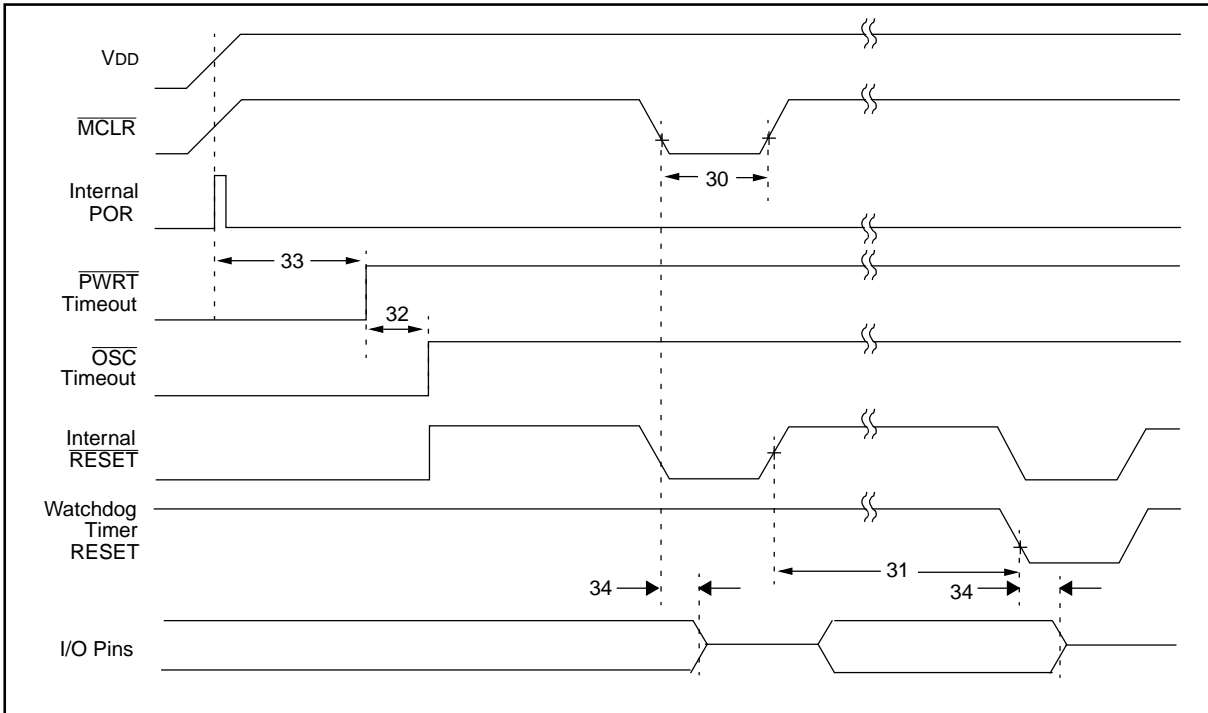 VDD
MCLR
30
Internal
POR
33
PWRT
Timeout
32
OSC
Timeout
Internal
RESET
Watchdog
Timer
RESET
31
34
34
I/O Pins